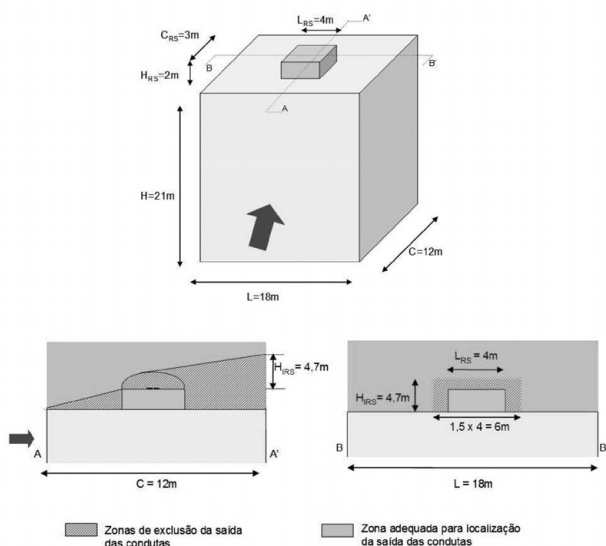 L_RS=4m
A'
C_RS=3m
B
B'
H_RS=2m
A
H=21m
C=12m
L=18m
H_IRS = 4,7m
A
A'
C = 12m
L_RS = 4m
H_IRS = 4,7m
1,5 x 4 = 6m
B
B
L = 18m
Zonas de exclusão da saída
das condutas
Zona adequada para localização
da saída das condutas